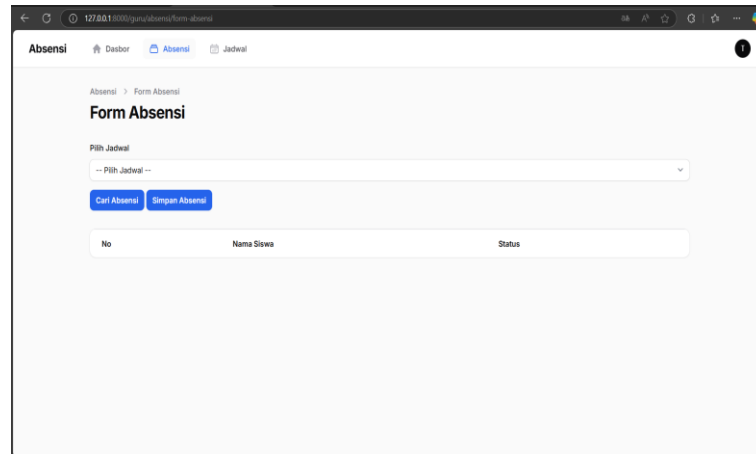 127.0.0.1:8000/guru/absensi/form-absensi
Absensi Dasbor Absensi Jadwal T
Absensi > Form Absensi
Form Absensi
Pilih Jadwal
-- Pilih Jadwal --
Cari Absensi Simpan Absensi
No Nama Siswa Status